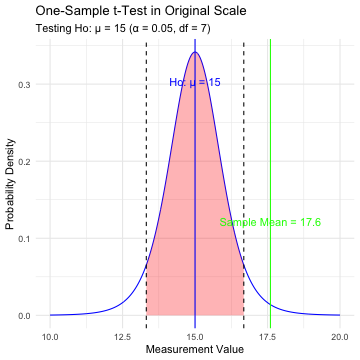 One-Sample t-Test in Original Scale
Testing Ho: μ = 15 (α = 0.05, df = 7)
Ho: μ = 15
Sample Mean = 17.6
Probability Density
0.3
0.2
0.1
0.0
10.0
12.5
15.0
17.5
20.0
Measurement Value